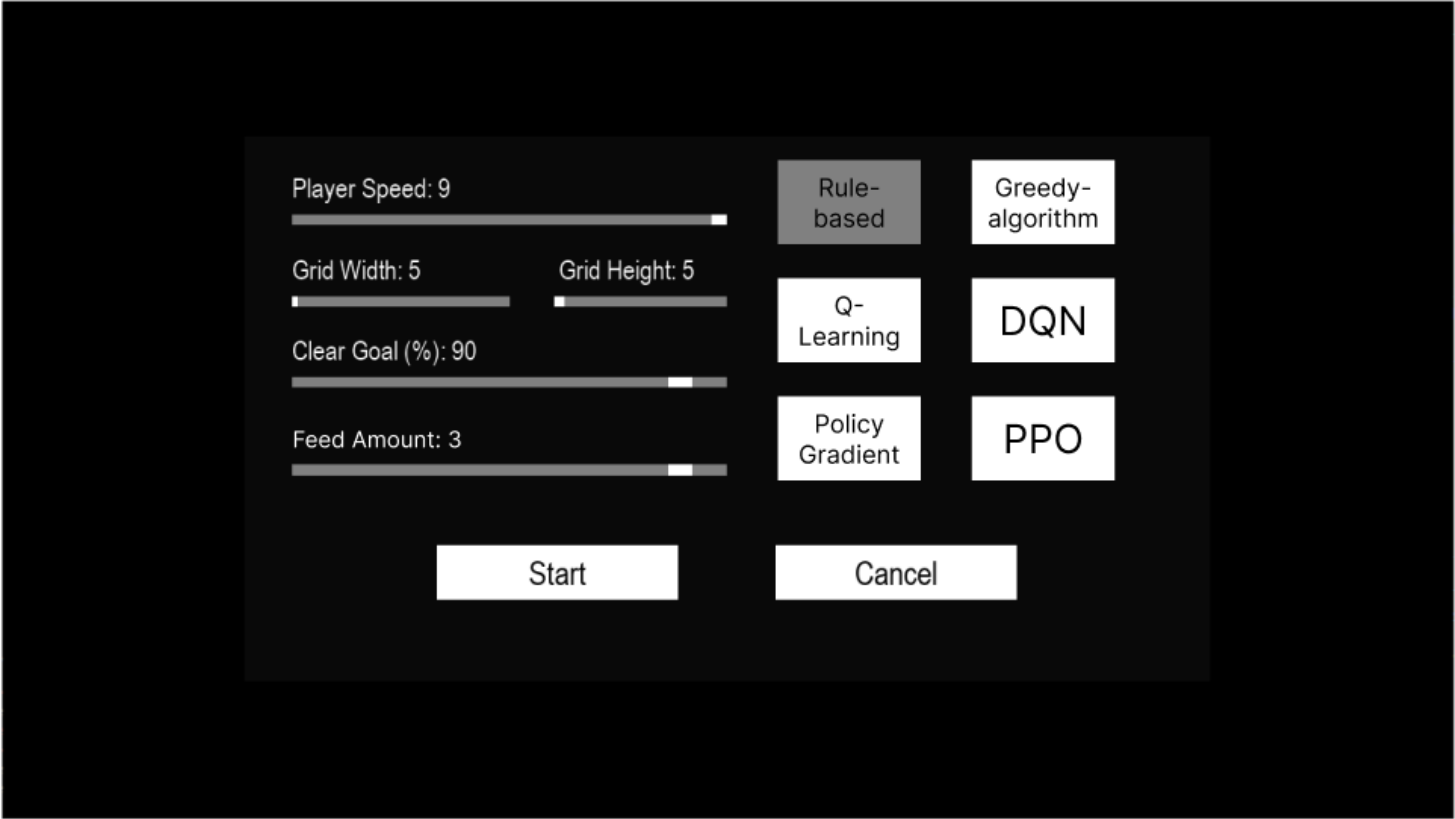 Player Speed: 9
Grid Width: 5
Grid Height: 5
Clear Goal (%): 90
Feed Amount: 3
Rule-
based
Greedy-
algorithm
Q-
Learning
DQN
Policy
Gradient
PPO
Start
Cancel